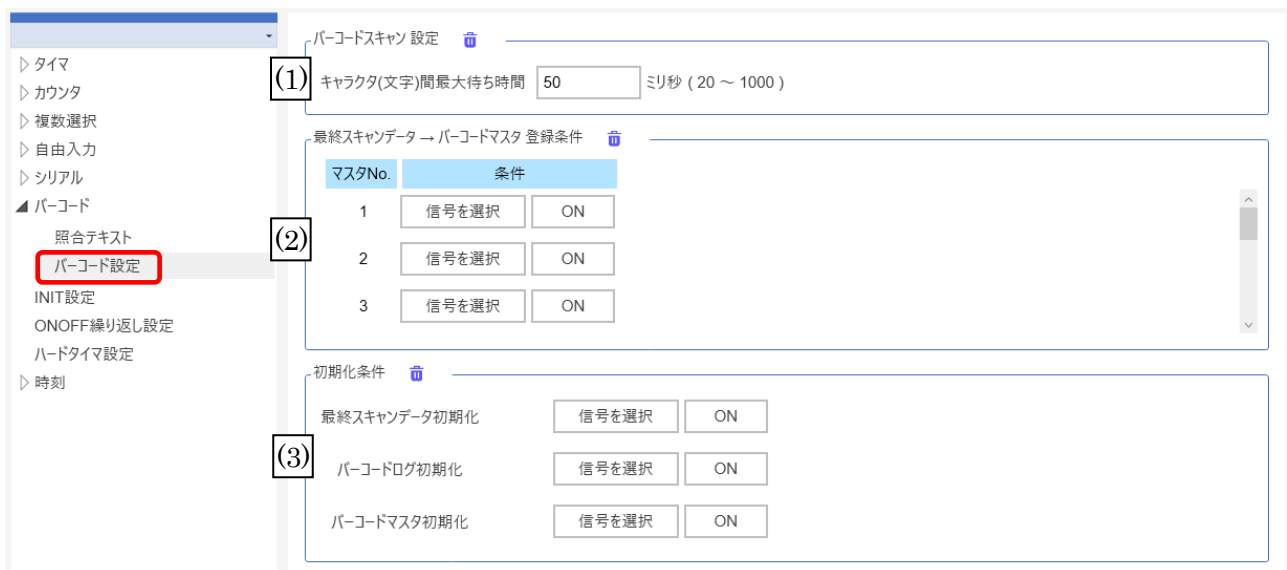 タイマ
カウンタ
複数選択
自由入力
シリアル
バーコード
照合テキスト
バーコード設定
INIT設定
ONOFF繰り返し設定
ハードタイマ設定
時刻
バーコードスキャン 設定
(1)
キャラクタ(文字)間最大待ち時間 50 ミリ秒 ( 20 ～ 1000 )
最終スキャンデータ → バーコードマスタ 登録条件
マスタNo. 条件
1 信号を選択 ON
(2)
2 信号を選択 ON
3 信号を選択 ON
初期化条件
最終スキャンデータ初期化 信号を選択 ON
(3)
バーコードログ初期化 信号を選択 ON
バーコードマスタ初期化 信号を選択 ON